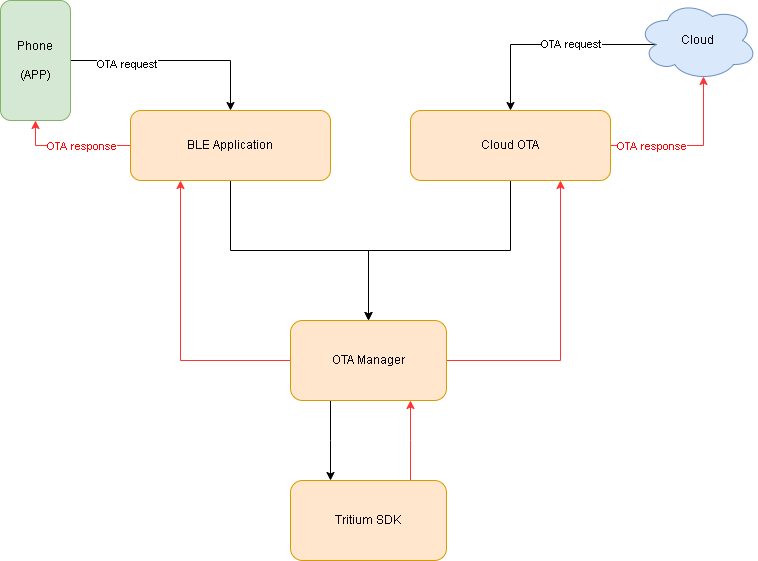 Phone
(APP)
Cloud
OTA request
OTA request
BLE Application
Cloud OTA
OTA response
OTA response
OTA Manager
Tritium SDK